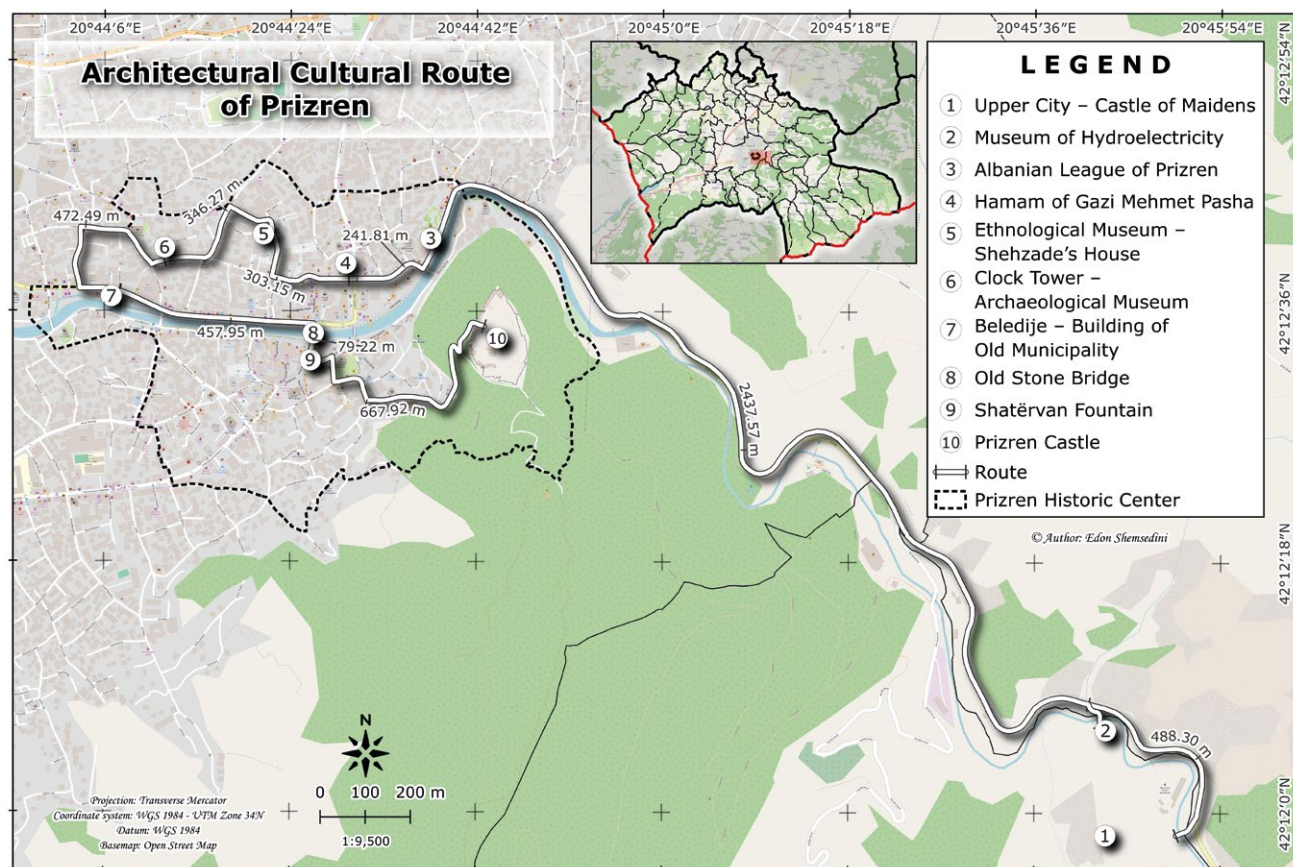 20°44′6″E
20°44′24″E
20°44′42″E
20°45′0″E
20°45′18″E
20°45′36″E
20°45′54″E
Architectural Cultural Route
of Prizren
LEGEND
1 Upper City – Castle of Maidens
2 Museum of Hydroelectricity
3 Albanian League of Prizren
4 Hamam of Gazi Mehmet Pasha
5 Ethnological Museum –
Shehzade's House
6 Clock Tower –
Archaeological Museum
7 Beledije – Building of
Old Municipality
8 Old Stone Bridge
9 Shatërvan Fountain
10 Prizren Castle
Route
Prizren Historic Center
© Author: Edon Shemsedini
42°12′54″N
42°12′36″N
42°12′18″N
42°12′0″N
472.49 m
346.27 m
241.81 m
303.15 m
457.95 m
79.22 m
667.92 m
2437.57 m
488.30 m
1
2
3
4
5
6
7
8
9
10
N
0 100 200 m
1:9,500
Projection: Transverse Mercator
Coordinate system: WGS 1984 - UTM Zone 34N
Datum: WGS 1984
Basemap: Open Street Map